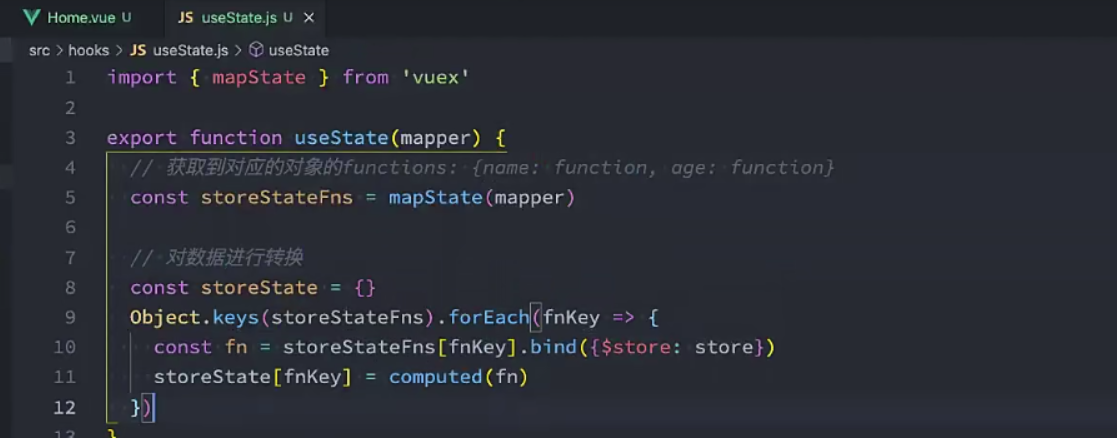 Home.vue U JS useState.js U ×
src > hooks > JS useState.js > useState
1 import { mapState } from 'vuex'
2
3 export function useState(mapper) {
4 // 获取到对应的对象的functions: {name: function, age: function}
5 const storeStateFns = mapState(mapper)
6
7 // 对数据进行转换
8 const storeState = {}
9 Object.keys(storeStateFns).forEach(fnKey => {
10 const fn = storeStateFns[fnKey].bind({$store: store})
11 storeState[fnKey] = computed(fn)
12 })
13 }